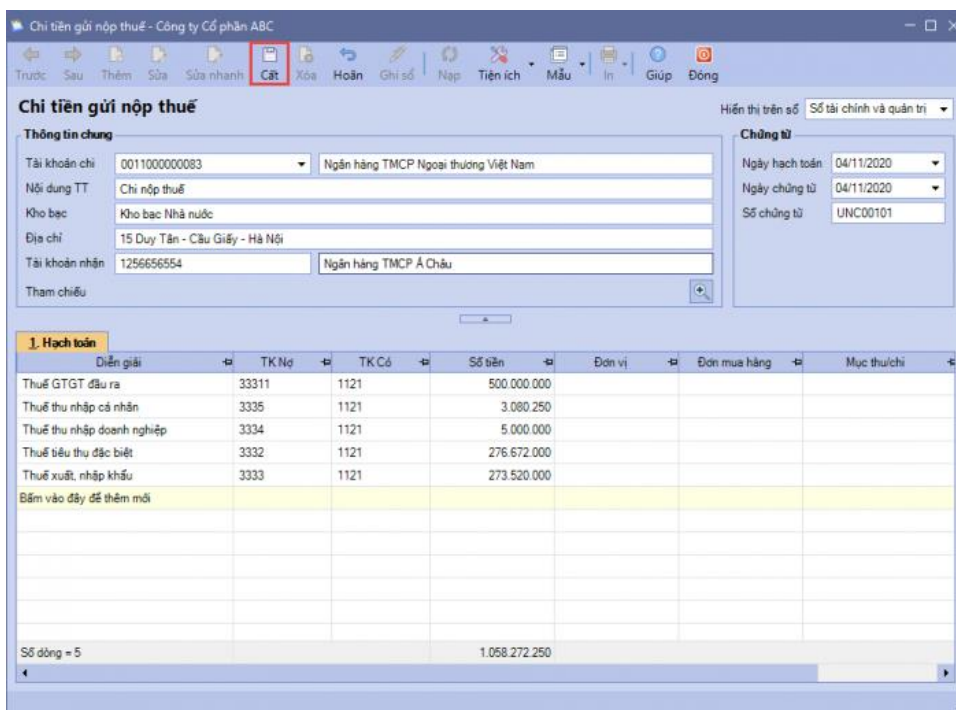 Chi tiền gửi nộp thuế - Công ty Cổ phần ABC
Trước Sau Thêm Sửa Sửa nhanh Cất Xóa Hoãn Ghi sổ Nạp Tiện ích Mẫu In Giúp Đóng
Chi tiền gửi nộp thuế
Hiển thị trên sổ Sổ tài chính và quản trị
Thông tin chung
Chứng từ
Tài khoản chi 0011000000083 Ngân hàng TMCP Ngoại thương Việt Nam
Ngày hạch toán 04/11/2020
Nội dung TT Chi nộp thuế
Ngày chứng từ 04/11/2020
Kho bạc Kho bạc Nhà nước
Số chứng từ UNC00101
Địa chỉ 15 Duy Tân - Cầu Giấy - Hà Nội
Tài khoản nhận 1256656554 Ngân hàng TMCP Á Châu
Tham chiếu
1. Hạch toán
Diễn giải TK Nợ TK Có Số tiền Đơn vị Đơn mua hàng Mục thu/chi
Thuế GTGT đầu ra 33311 1121 500.000.000
Thuế thu nhập cá nhân 3335 1121 3.080.250
Thuế thu nhập doanh nghiệp 3334 1121 5.000.000
Thuế tiêu thụ đặc biệt 3332 1121 276.672.000
Thuế xuất, nhập khẩu 3333 1121 273.520.000
Bấm vào đây để thêm mới
Số dòng = 5 1.058.272.250